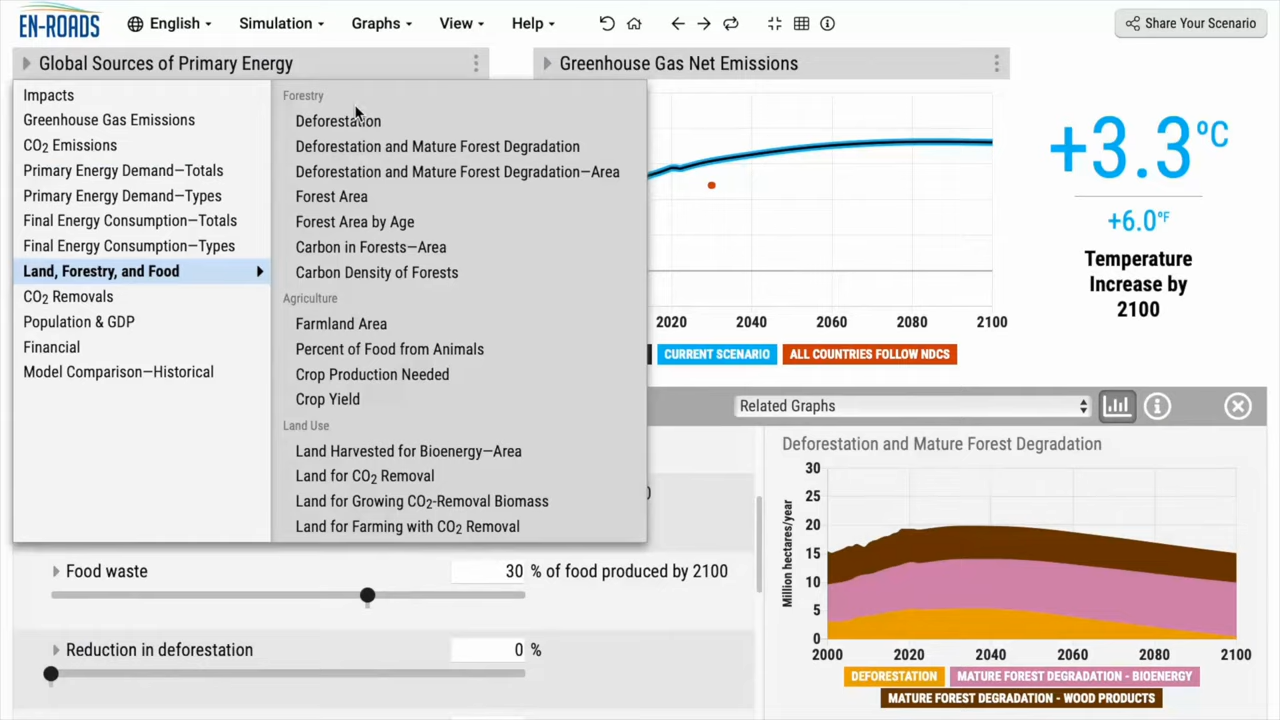 EN-ROADS
English
Simulation
Graphs
View
Help
Share Your Scenario
Global Sources of Primary Energy
Greenhouse Gas Net Emissions
Impacts
Greenhouse Gas Emissions
CO2 Emissions
Primary Energy Demand—Totals
Primary Energy Demand—Types
Final Energy Consumption—Totals
Final Energy Consumption—Types
Land, Forestry, and Food
CO2 Removals
Population & GDP
Financial
Model Comparison—Historical
Forestry
Deforestation
Deforestation and Mature Forest Degradation
Deforestation and Mature Forest Degradation—Area
Forest Area
Forest Area by Age
Carbon in Forests—Area
Carbon Density of Forests
Agriculture
Farmland Area
Percent of Food from Animals
Crop Production Needed
Crop Yield
Land Use
Land Harvested for Bioenergy—Area
Land for CO2 Removal
Land for Growing CO2-Removal Biomass
Land for Farming with CO2 Removal
2020 2040 2060 2080 2100
CURRENT SCENARIO ALL COUNTRIES FOLLOW NDCS
+3.3°C
+6.0°F
Temperature
Increase by
2100
Related Graphs
Food waste 30 % of food produced by 2100
Reduction in deforestation 0 %
Deforestation and Mature Forest Degradation
Million hectares/year
30
25
20
15
10
5
0
2000 2020 2040 2060 2080 2100
DEFORESTATION MATURE FOREST DEGRADATION - BIOENERGY
MATURE FOREST DEGRADATION - WOOD PRODUCTS